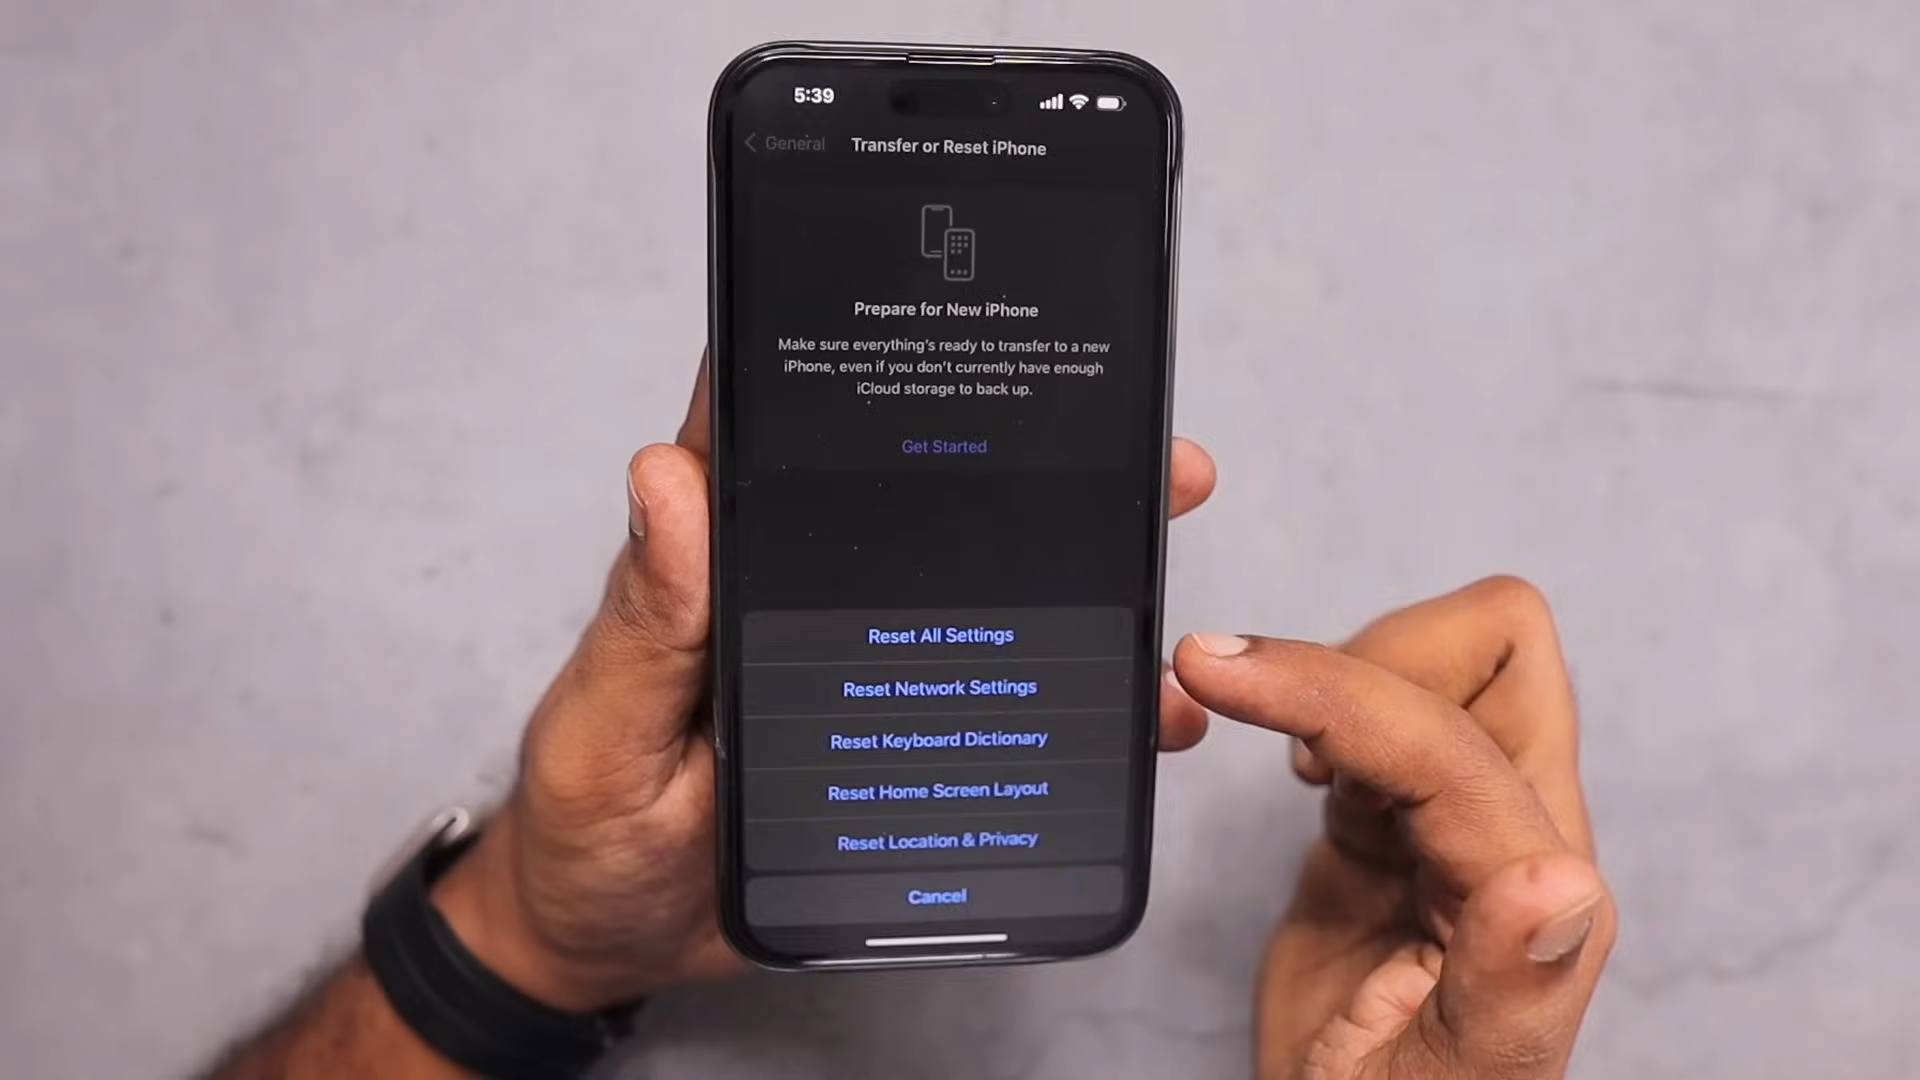 5:39
General
Transfer or Reset iPhone
Prepare for New iPhone
Make sure everything's ready to transfer to a new
iPhone, even if you don't currently have enough
iCloud storage to back up.
Get Started
Reset All Settings
Reset Network Settings
Reset Keyboard Dictionary
Reset Home Screen Layout
Reset Location & Privacy
Cancel